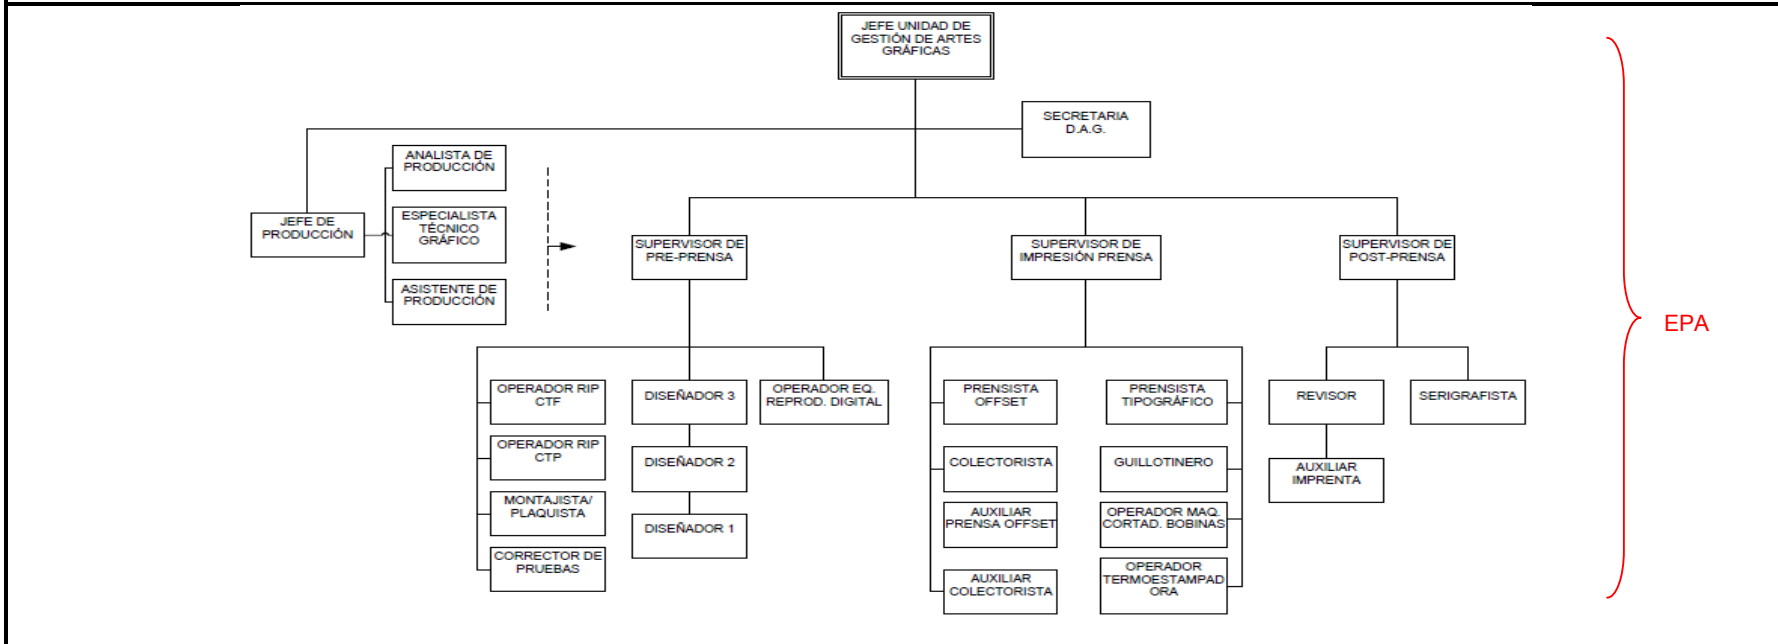 JEFE UNIDAD DE
GESTIÓN DE ARTES
GRÁFICAS
SECRETARIA
D.A.G.
ANALISTA DE
PRODUCCIÓN
JEFE DE
PRODUCCIÓN
ESPECIALISTA
TÉCNICO
GRÁFICO
ASISTENTE DE
PRODUCCIÓN
SUPERVISOR DE
PRE-PRENSA
SUPERVISOR DE
IMPRESIÓN PRENSA
SUPERVISOR DE
POST-PRENSA
EPA
OPERADOR RIP
CTF
OPERADOR RIP
CTP
MONTAJISTA/
PLAQUISTA
CORRECTOR DE
PRUEBAS
DISEÑADOR 3
DISEÑADOR 2
DISEÑADOR 1
OPERADOR EQ.
REPROD. DIGITAL
PRENSISTA
OFFSET
COLECTORISTA
AUXILIAR
PRENSA OFFSET
AUXILIAR
COLECTORISTA
PRENSISTA
TIPOGRÁFICO
GUILLOTINERO
OPERADOR MAQ.
CORTAD. BOBINAS
OPERADOR
TERMOESTAMPAD
ORA
REVISOR
AUXILIAR
IMPRENTA
SERIGRAFISTA